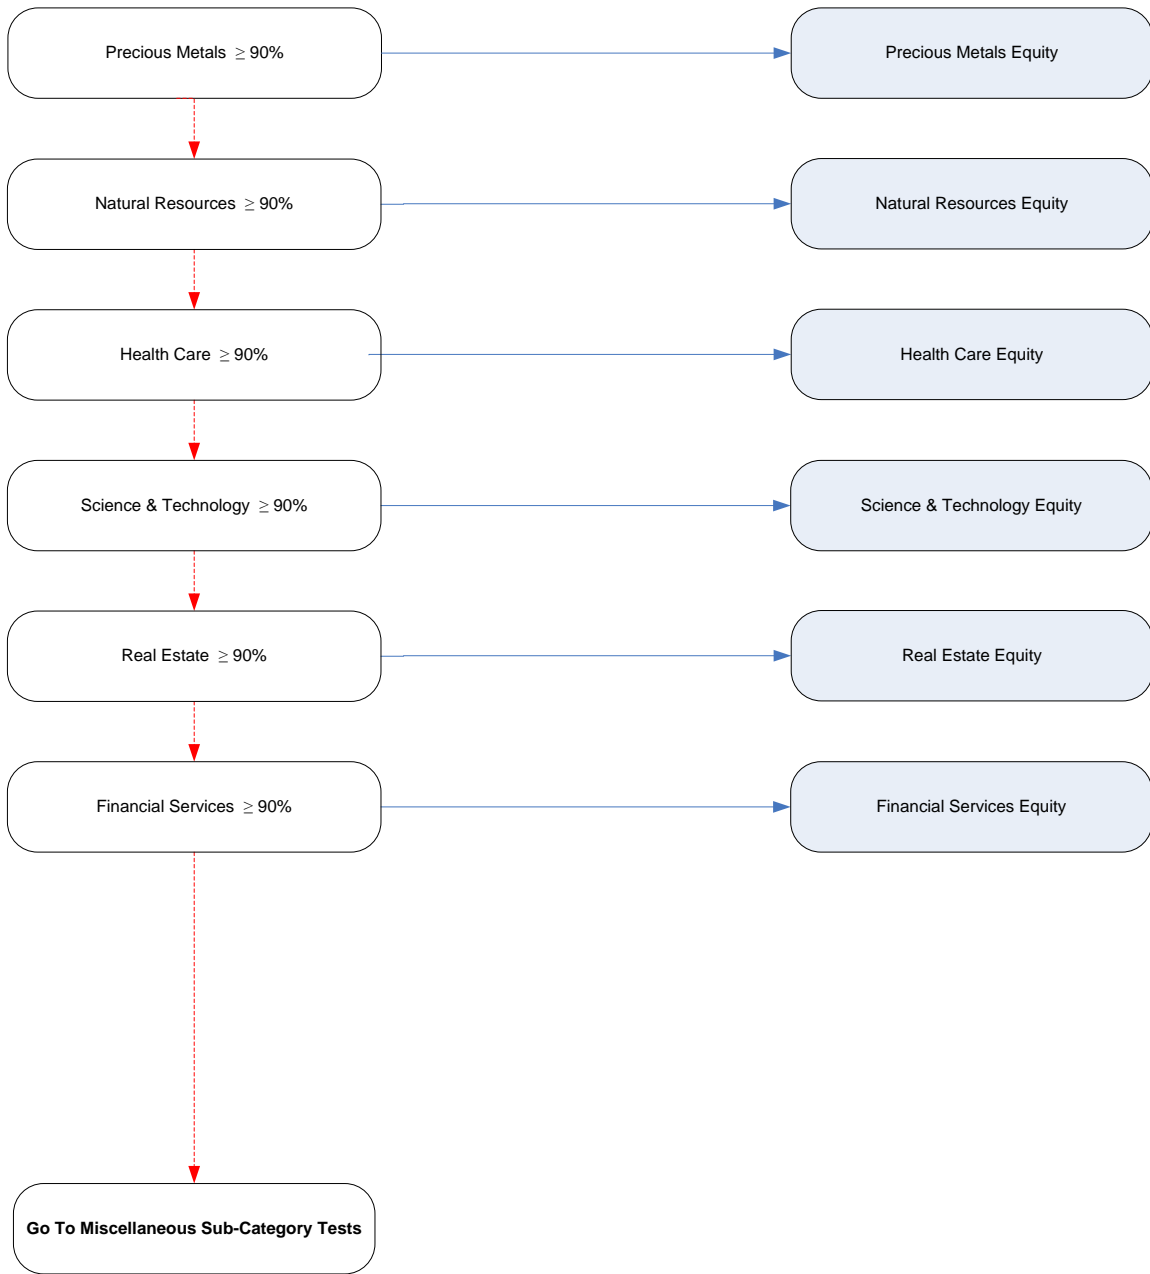 Precious Metals ≥ 90%
Precious Metals Equity
Natural Resources ≥ 90%
Natural Resources Equity
Health Care ≥ 90%
Health Care Equity
Science & Technology ≥ 90%
Science & Technology Equity
Real Estate ≥ 90%
Real Estate Equity
Financial Services ≥ 90%
Financial Services Equity
Go To Miscellaneous Sub-Category Tests